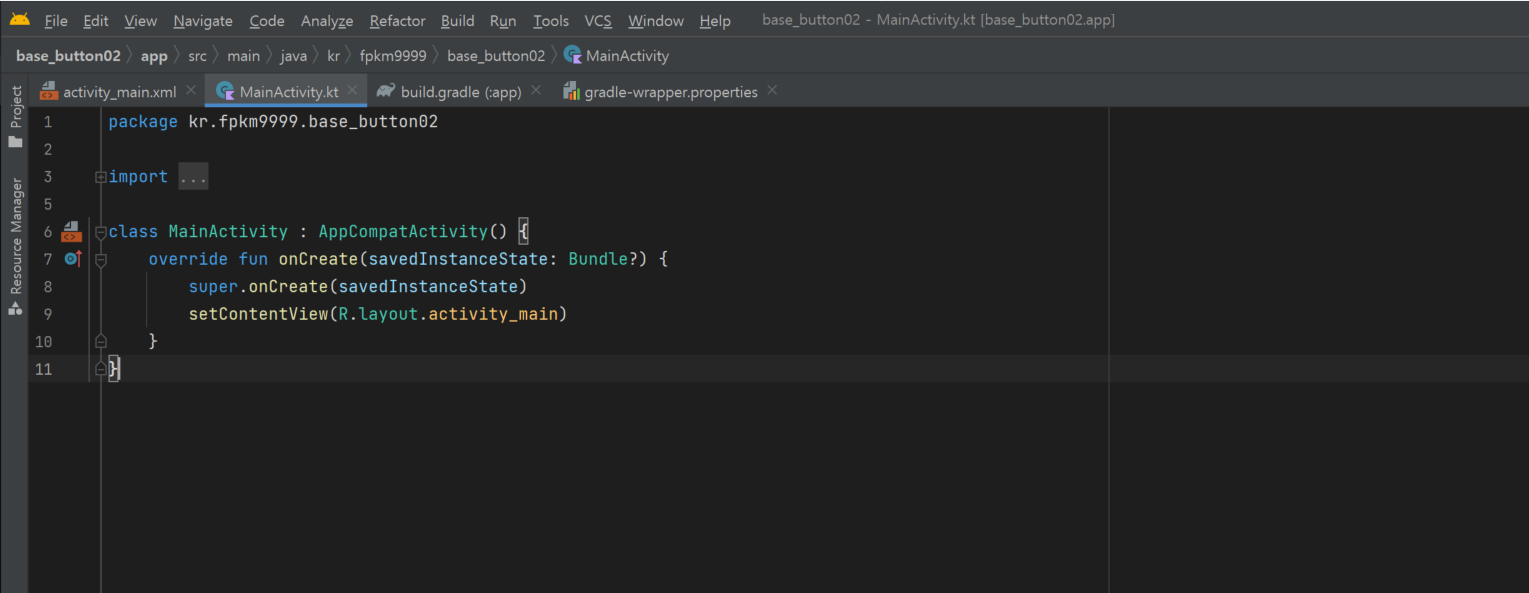 File Edit View Navigate Code Analyze Refactor Build Run Tools VCS Window Help base_button02 - MainActivity.kt [base_button02.app]
base_button02 app src main java kr fpkm9999 base_button02 MainActivity
activity_main.xml MainActivity.kt build.gradle (:app) gradle-wrapper.properties
Project
Resource Manager
1 package kr.fpkm9999.base_button02
2
3 import ...
5
6 class MainActivity : AppCompatActivity() {
7     override fun onCreate(savedInstanceState: Bundle?) {
8         super.onCreate(savedInstanceState)
9         setContentView(R.layout.activity_main)
10     }
11 }